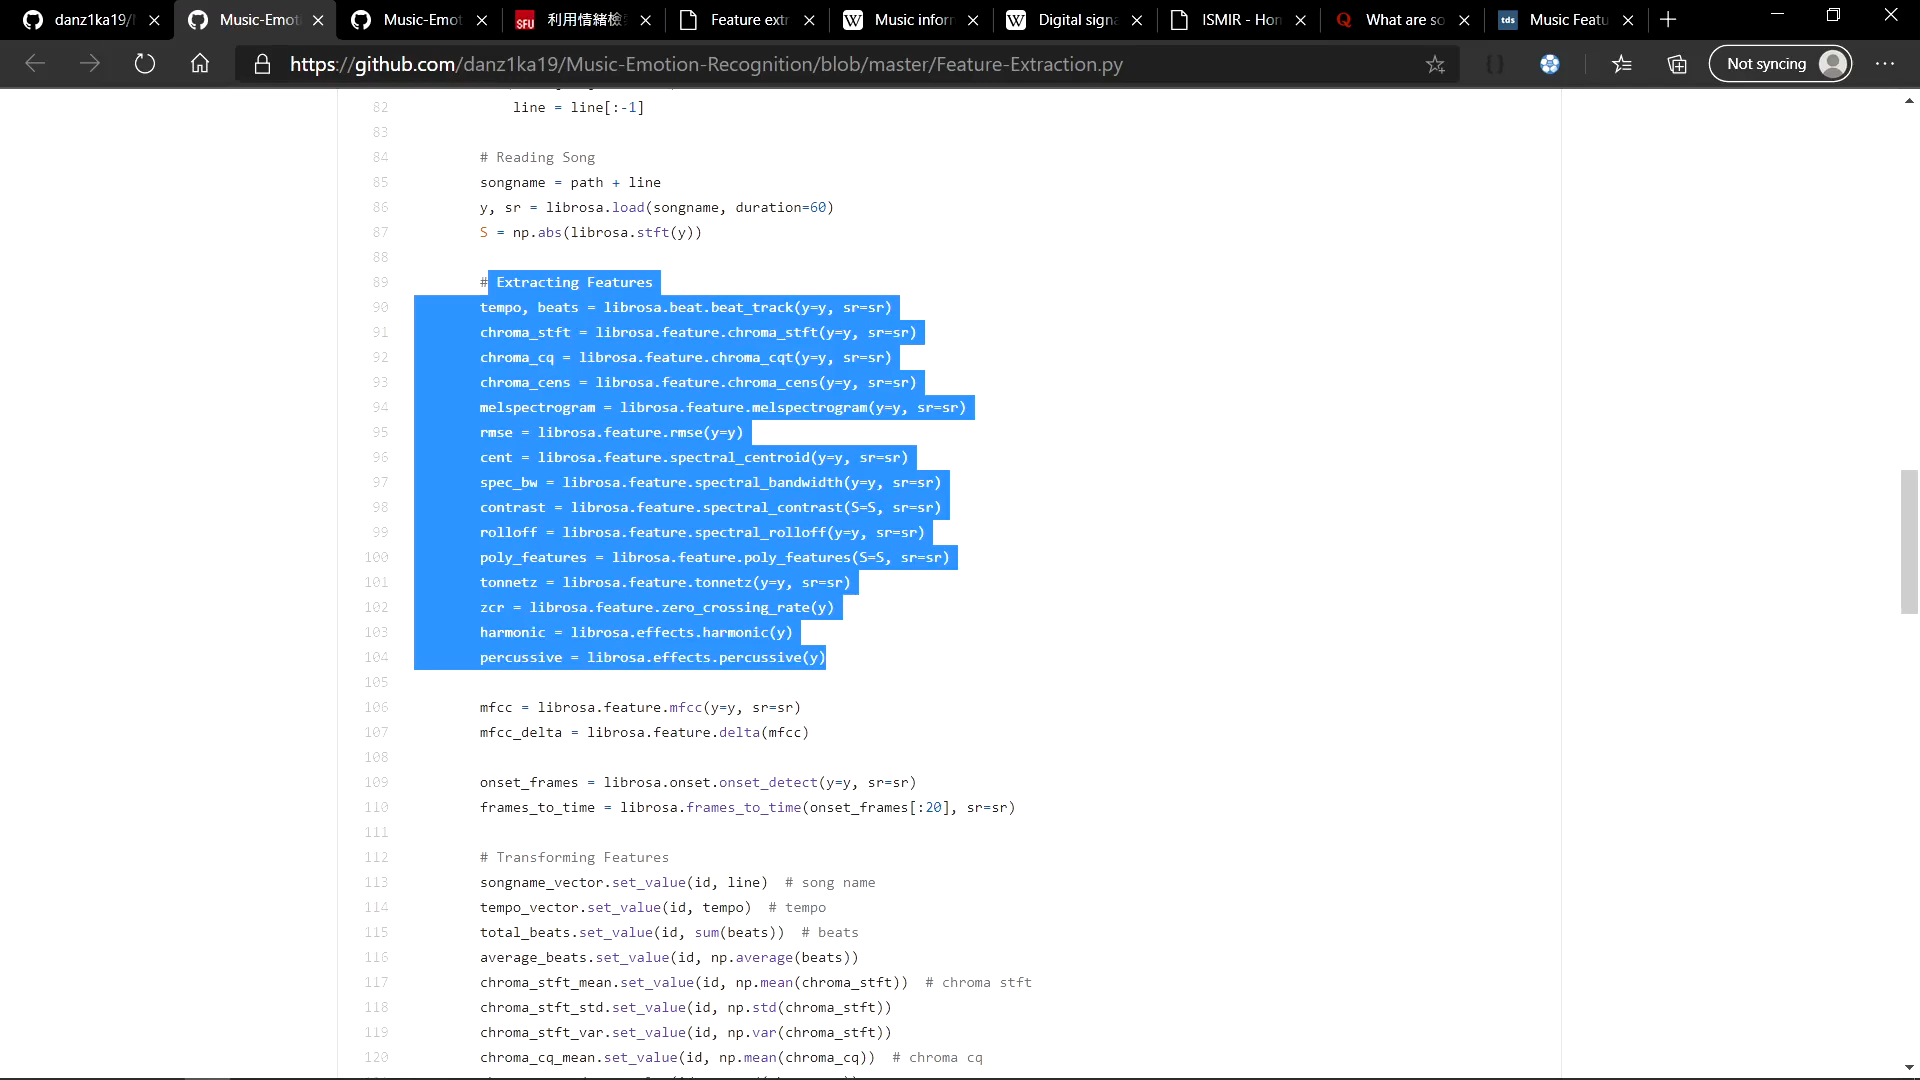 danz1ka19/
Music-Emoti
Music-Emot
SFU 利用情緒檢
Feature extr
W Music inforr
W Digital signa
ISMIR - Hon
Q What are so
tds Music Featu
https://github.com/danz1ka19/Music-Emotion-Recognition/blob/master/Feature-Extraction.py
Not syncing
82 line = line[:-1]
83
84 # Reading Song
85 songname = path + line
86 y, sr = librosa.load(songname, duration=60)
87 S = np.abs(librosa.stft(y))
88
89 # Extracting Features
90 tempo, beats = librosa.beat.beat_track(y=y, sr=sr)
91 chroma_stft = librosa.feature.chroma_stft(y=y, sr=sr)
92 chroma_cq = librosa.feature.chroma_cqt(y=y, sr=sr)
93 chroma_cens = librosa.feature.chroma_cens(y=y, sr=sr)
94 melspectrogram = librosa.feature.melspectrogram(y=y, sr=sr)
95 rmse = librosa.feature.rmse(y=y)
96 cent = librosa.feature.spectral_centroid(y=y, sr=sr)
97 spec_bw = librosa.feature.spectral_bandwidth(y=y, sr=sr)
98 contrast = librosa.feature.spectral_contrast(S=S, sr=sr)
99 rolloff = librosa.feature.spectral_rolloff(y=y, sr=sr)
100 poly_features = librosa.feature.poly_features(S=S, sr=sr)
101 tonnetz = librosa.feature.tonnetz(y=y, sr=sr)
102 zcr = librosa.feature.zero_crossing_rate(y)
103 harmonic = librosa.effects.harmonic(y)
104 percussive = librosa.effects.percussive(y)
105
106 mfcc = librosa.feature.mfcc(y=y, sr=sr)
107 mfcc_delta = librosa.feature.delta(mfcc)
108
109 onset_frames = librosa.onset.onset_detect(y=y, sr=sr)
110 frames_to_time = librosa.frames_to_time(onset_frames[:20], sr=sr)
111
112 # Transforming Features
113 songname_vector.set_value(id, line) # song name
114 tempo_vector.set_value(id, tempo) # tempo
115 total_beats.set_value(id, sum(beats)) # beats
116 average_beats.set_value(id, np.average(beats))
117 chroma_stft_mean.set_value(id, np.mean(chroma_stft)) # chroma stft
118 chroma_stft_std.set_value(id, np.std(chroma_stft))
119 chroma_stft_var.set_value(id, np.var(chroma_stft))
120 chroma_cq_mean.set_value(id, np.mean(chroma_cq)) # chroma cq